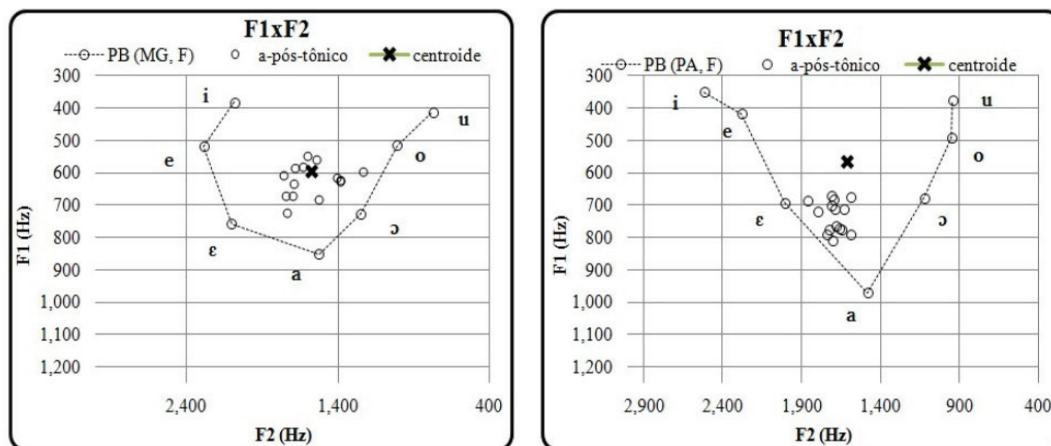 F1xF2
PB (MG, F) a-pós-tônico centroide
300
400
500
600
700
800
900
1,000
1,100
1,200
F1 (Hz)
i
e
ɛ
a
ɔ
o
u
2,400 1,400 400
F2 (Hz)
F1xF2
PB (PA, F) a-pós-tônico centroide
300
400
500
600
700
800
900
1,000
1,100
1,200
F1 (Hz)
i
e
ɛ
a
ɔ
o
u
2,900 2,400 1,900 1,400 900 400
F2 (Hz)